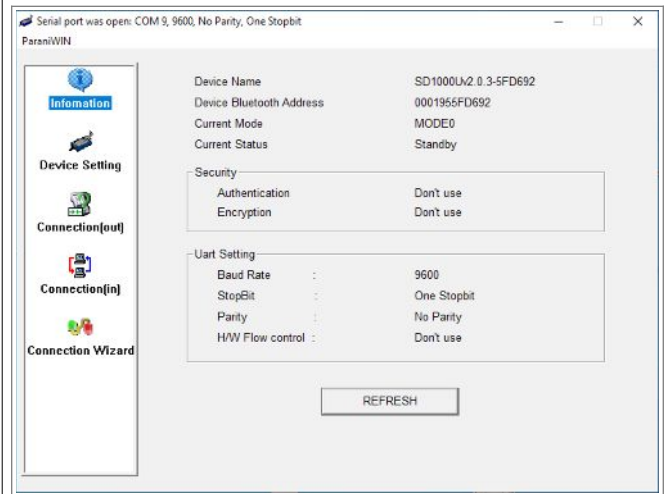 Serial port was open: COM 9, 9600, No Parity, One Stopbit
ParaniWIN
Infomation
Device Setting
Connection(out)
Connection(in)
Connection Wizard
Device Name SD1000Uv2.0.3-5FD692
Device Bluetooth Address 0001955FD692
Current Mode MODE0
Current Status Standby
Security
Authentication Don't use
Encryption Don't use
Uart Setting
Baud Rate : 9600
StopBit : One Stopbit
Parity : No Parity
H/W Flow control : Don't use
REFRESH